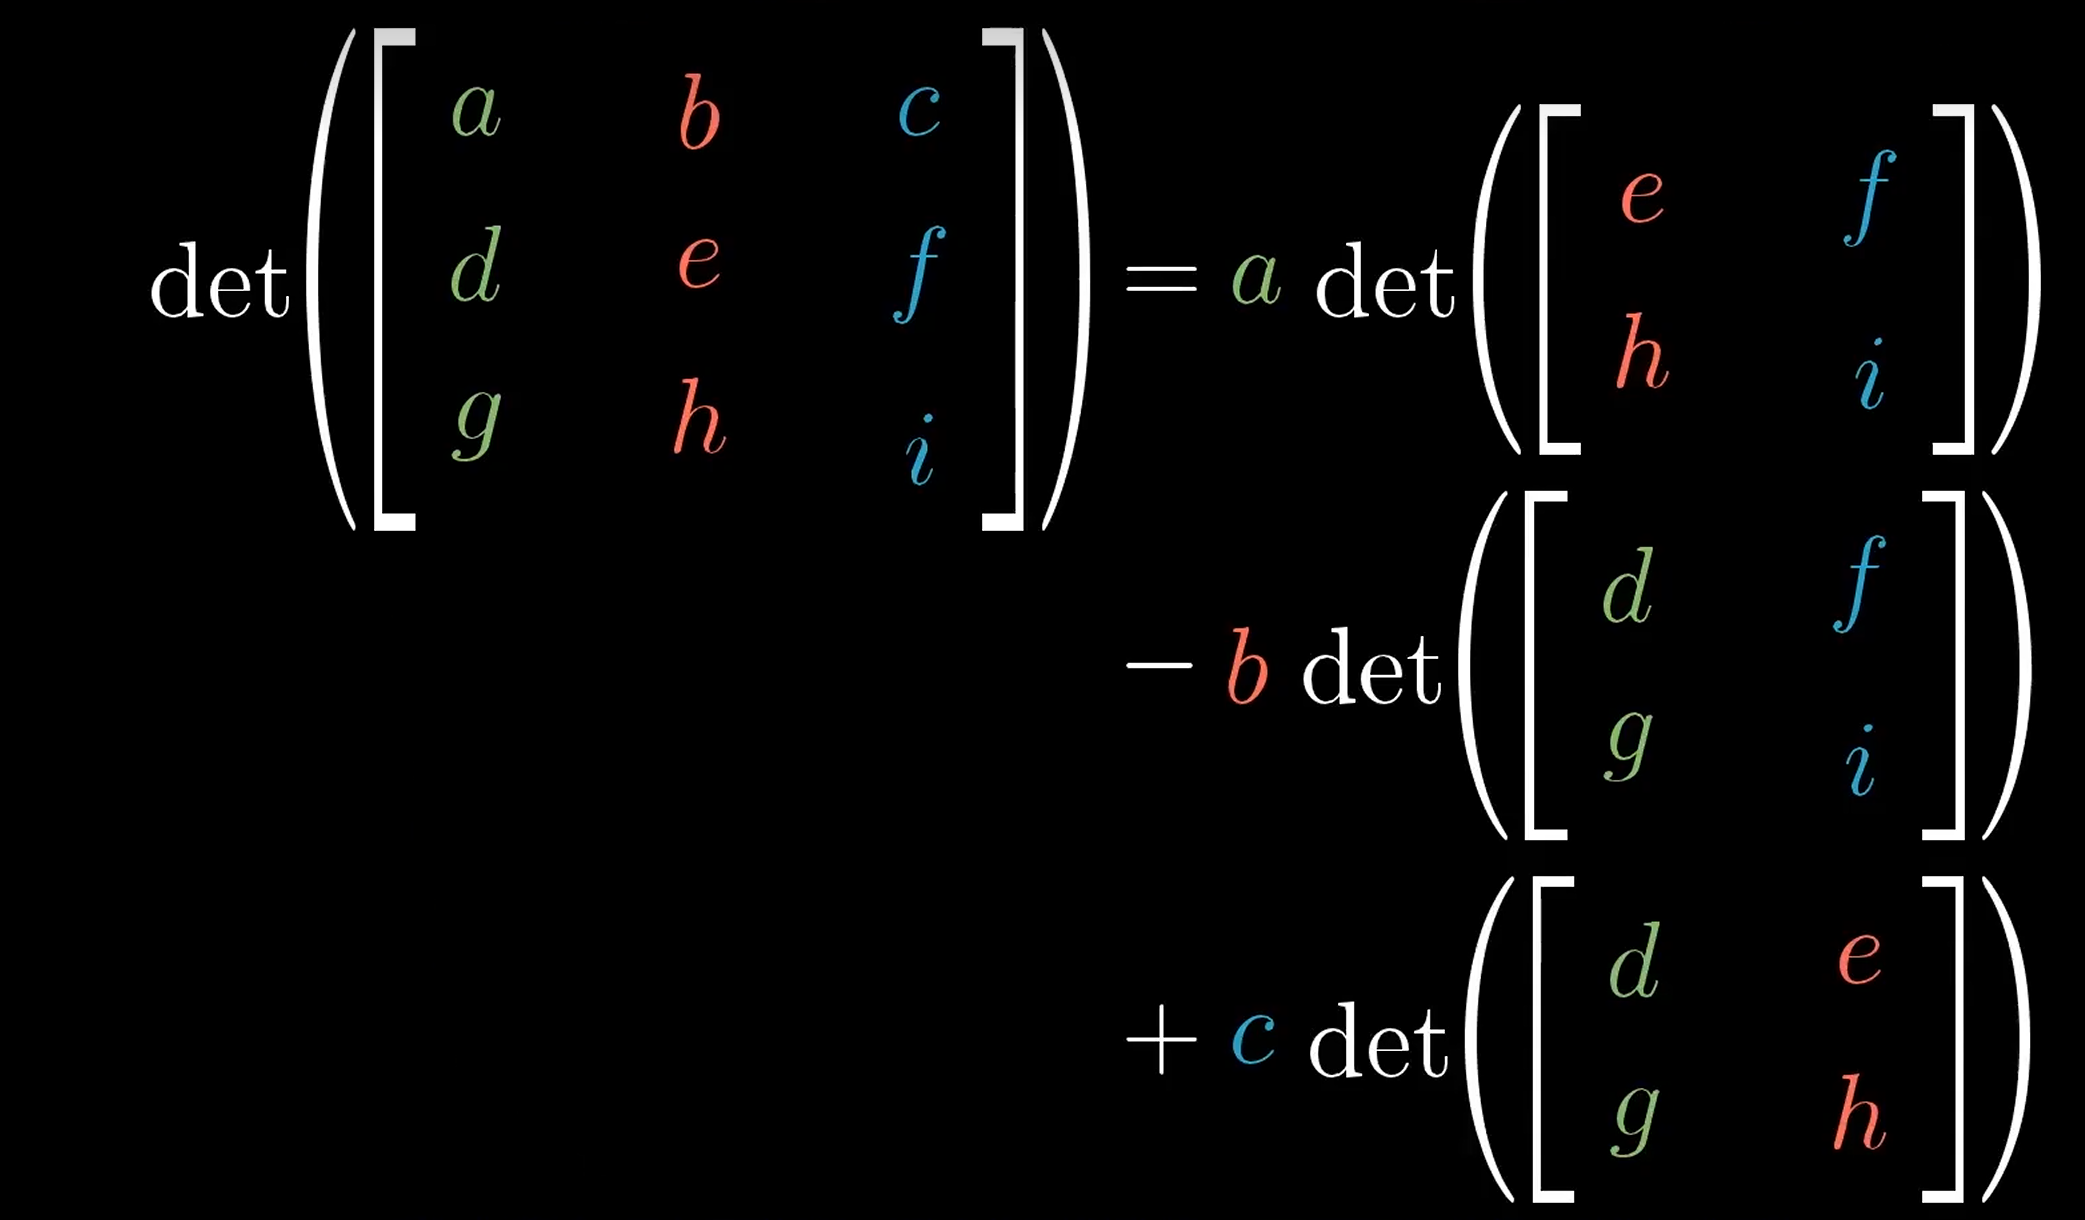 det([a b c
d e f
g h i]) = a det([e f
h i])
− b det([d f
g i])
+ c det([d e
g h])